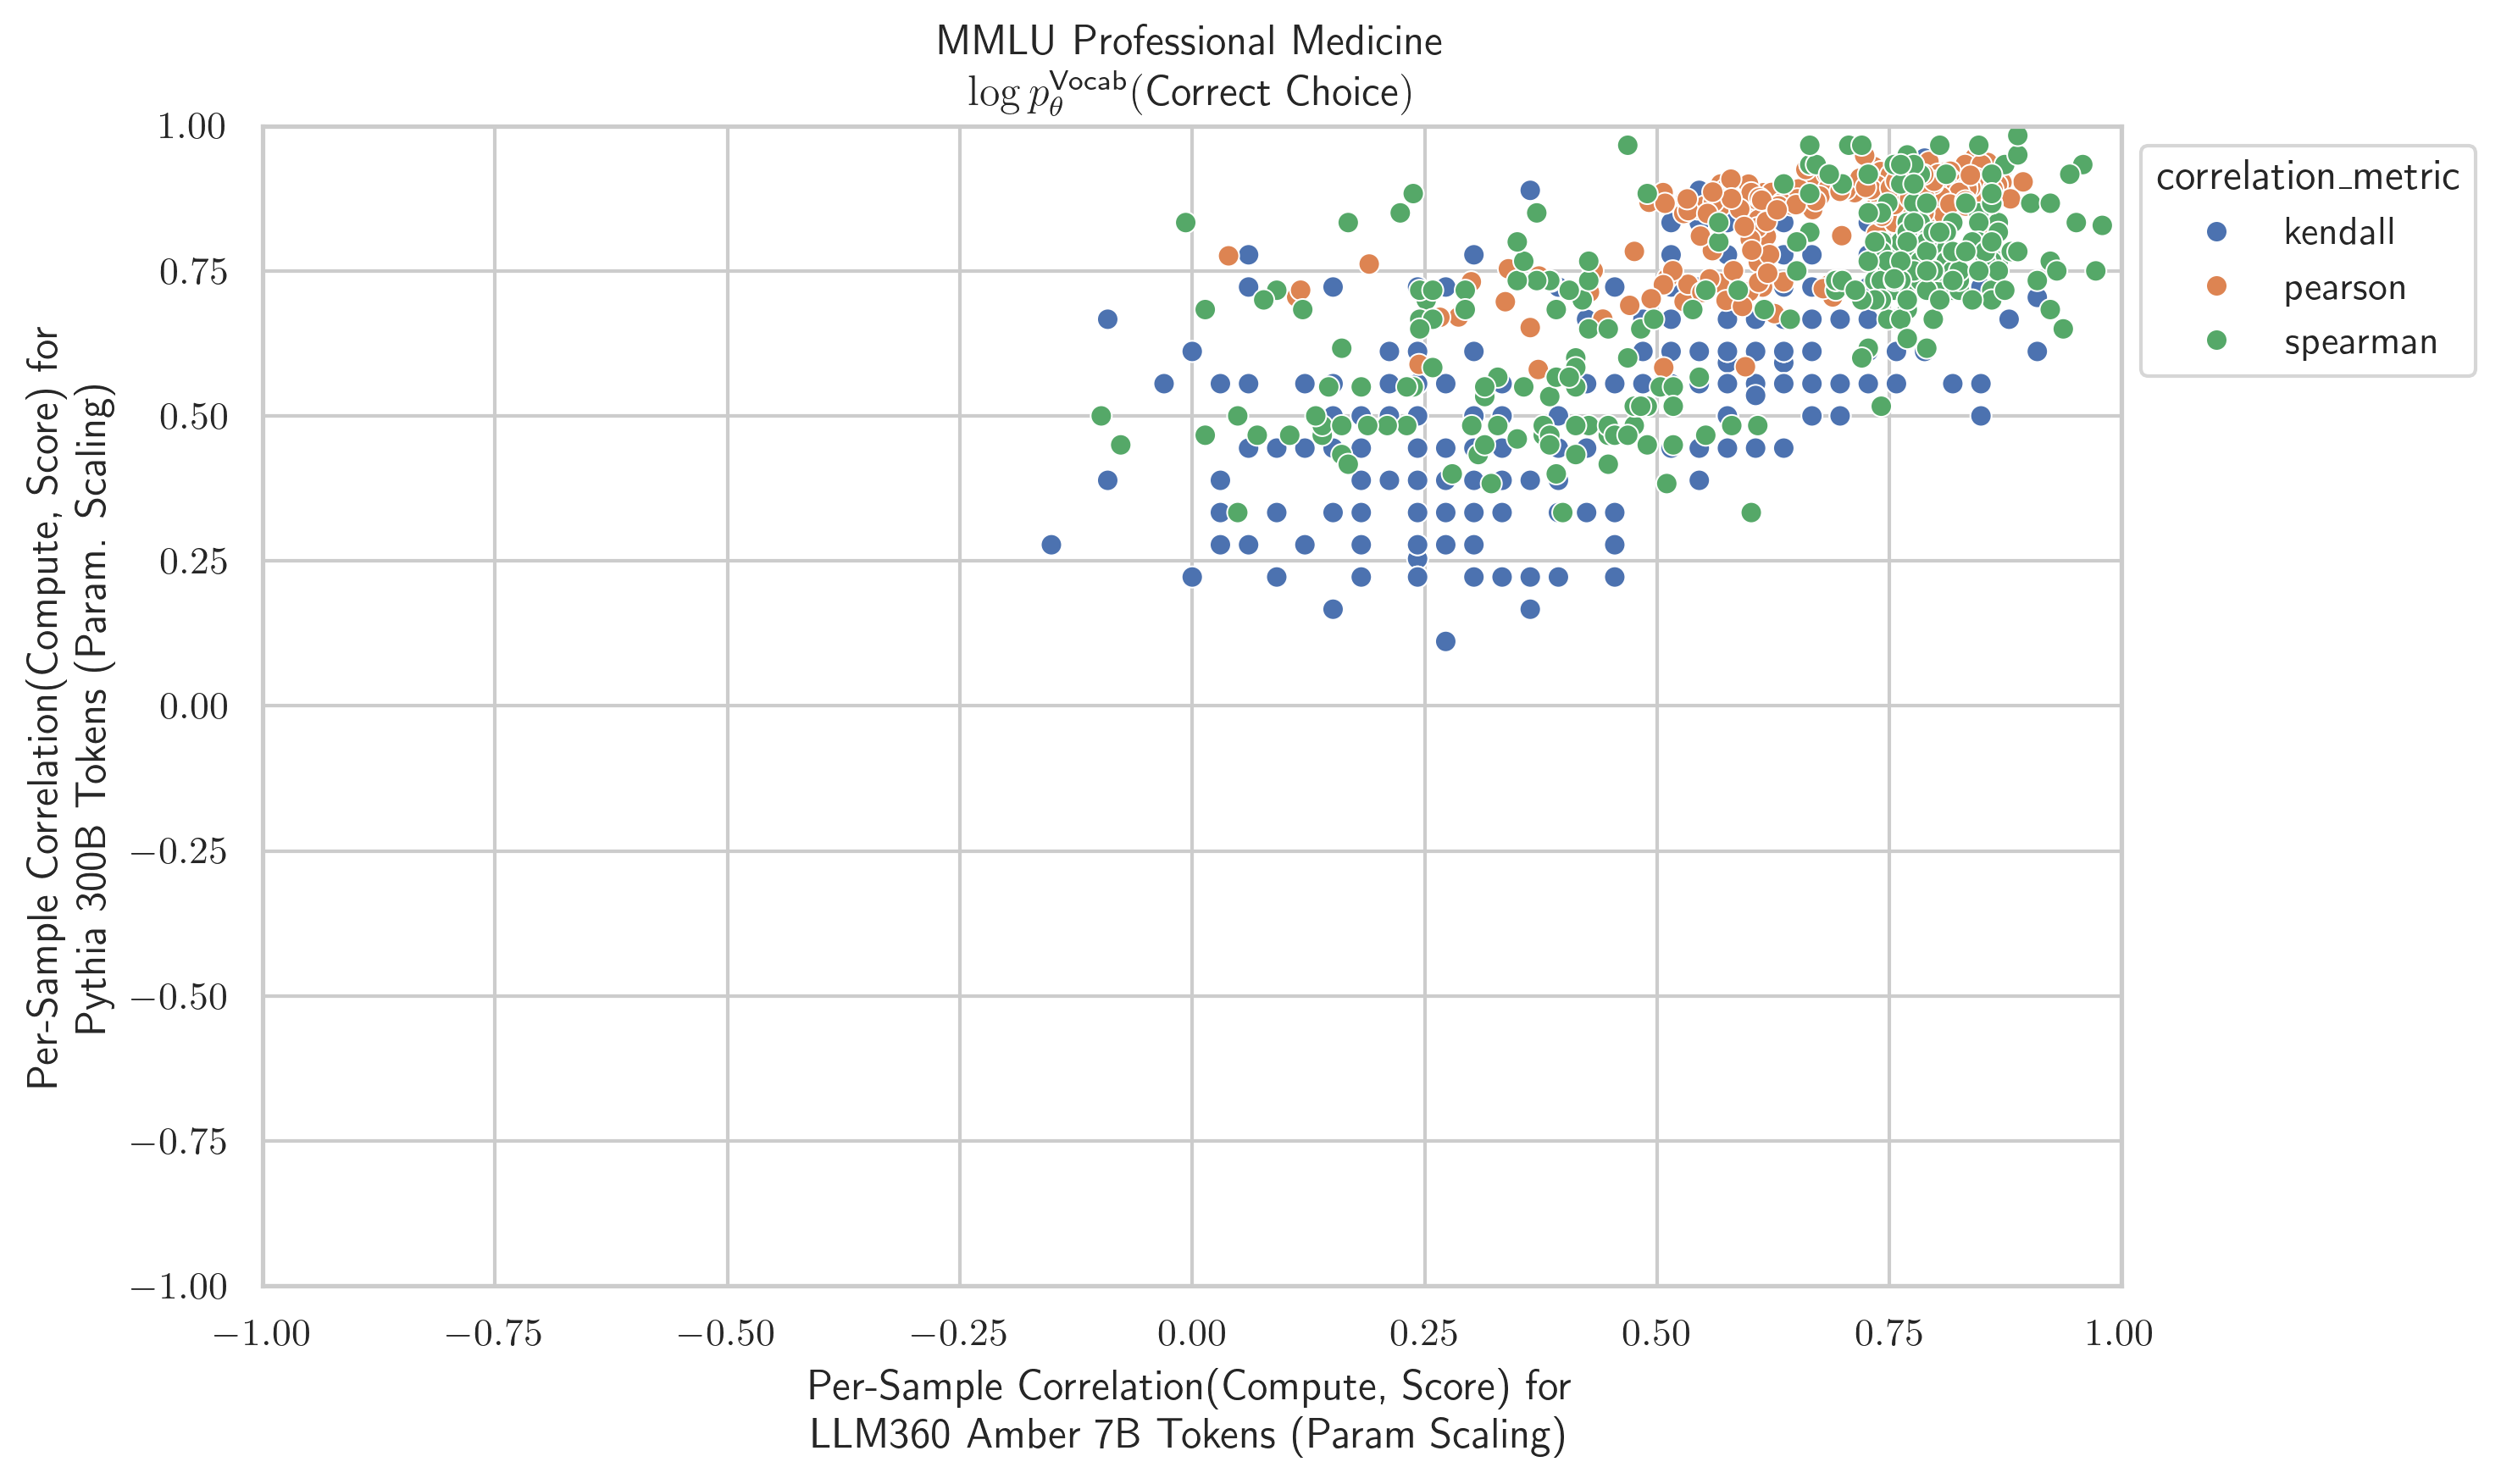 MMLU Professional Medicine
log p_θ^Vocab(Correct Choice)
1.00
0.75
0.50
0.25
0.00
−0.25
−0.50
−0.75
−1.00
Per-Sample Correlation(Compute, Score) for
Pythia 300B Tokens (Param. Scaling)
−1.00 −0.75 −0.50 −0.25 0.00 0.25 0.50 0.75 1.00
Per-Sample Correlation(Compute, Score) for
LLM360 Amber 7B Tokens (Param Scaling)
correlation_metric
kendall
pearson
spearman